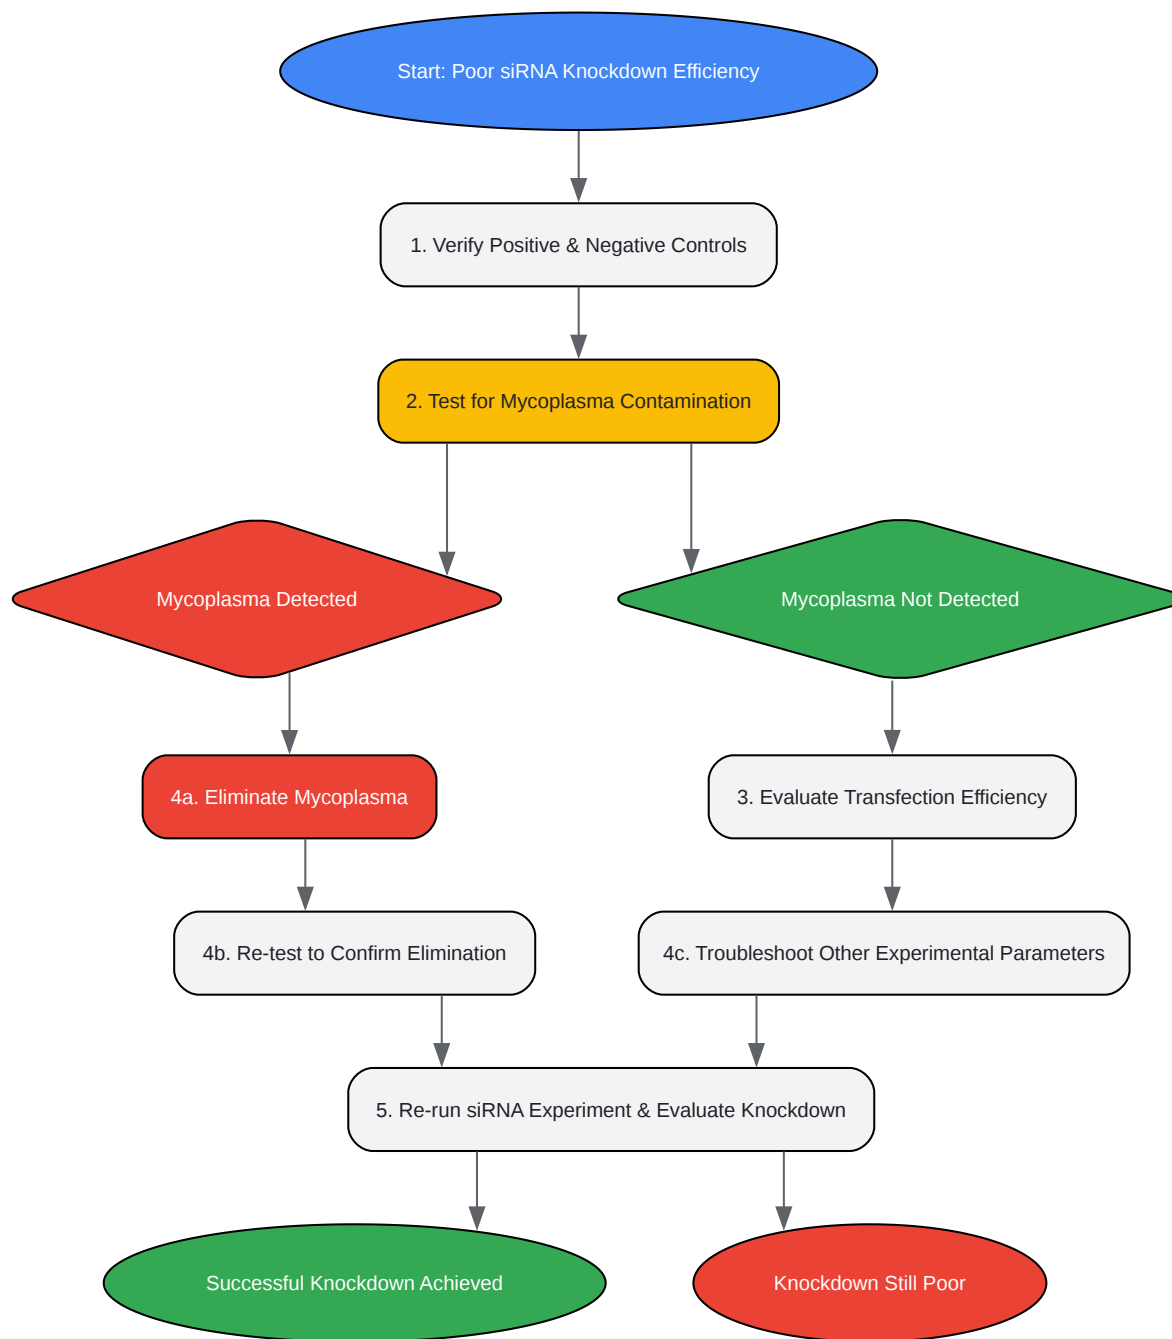 Start: Poor siRNA Knockdown Efficiency
1. Verify Positive & Negative Controls
2. Test for Mycoplasma Contamination
Mycoplasma Detected
Mycoplasma Not Detected
4a. Eliminate Mycoplasma
3. Evaluate Transfection Efficiency
4b. Re-test to Confirm Elimination
4c. Troubleshoot Other Experimental Parameters
5. Re-run siRNA Experiment & Evaluate Knockdown
Successful Knockdown Achieved
Knockdown Still Poor